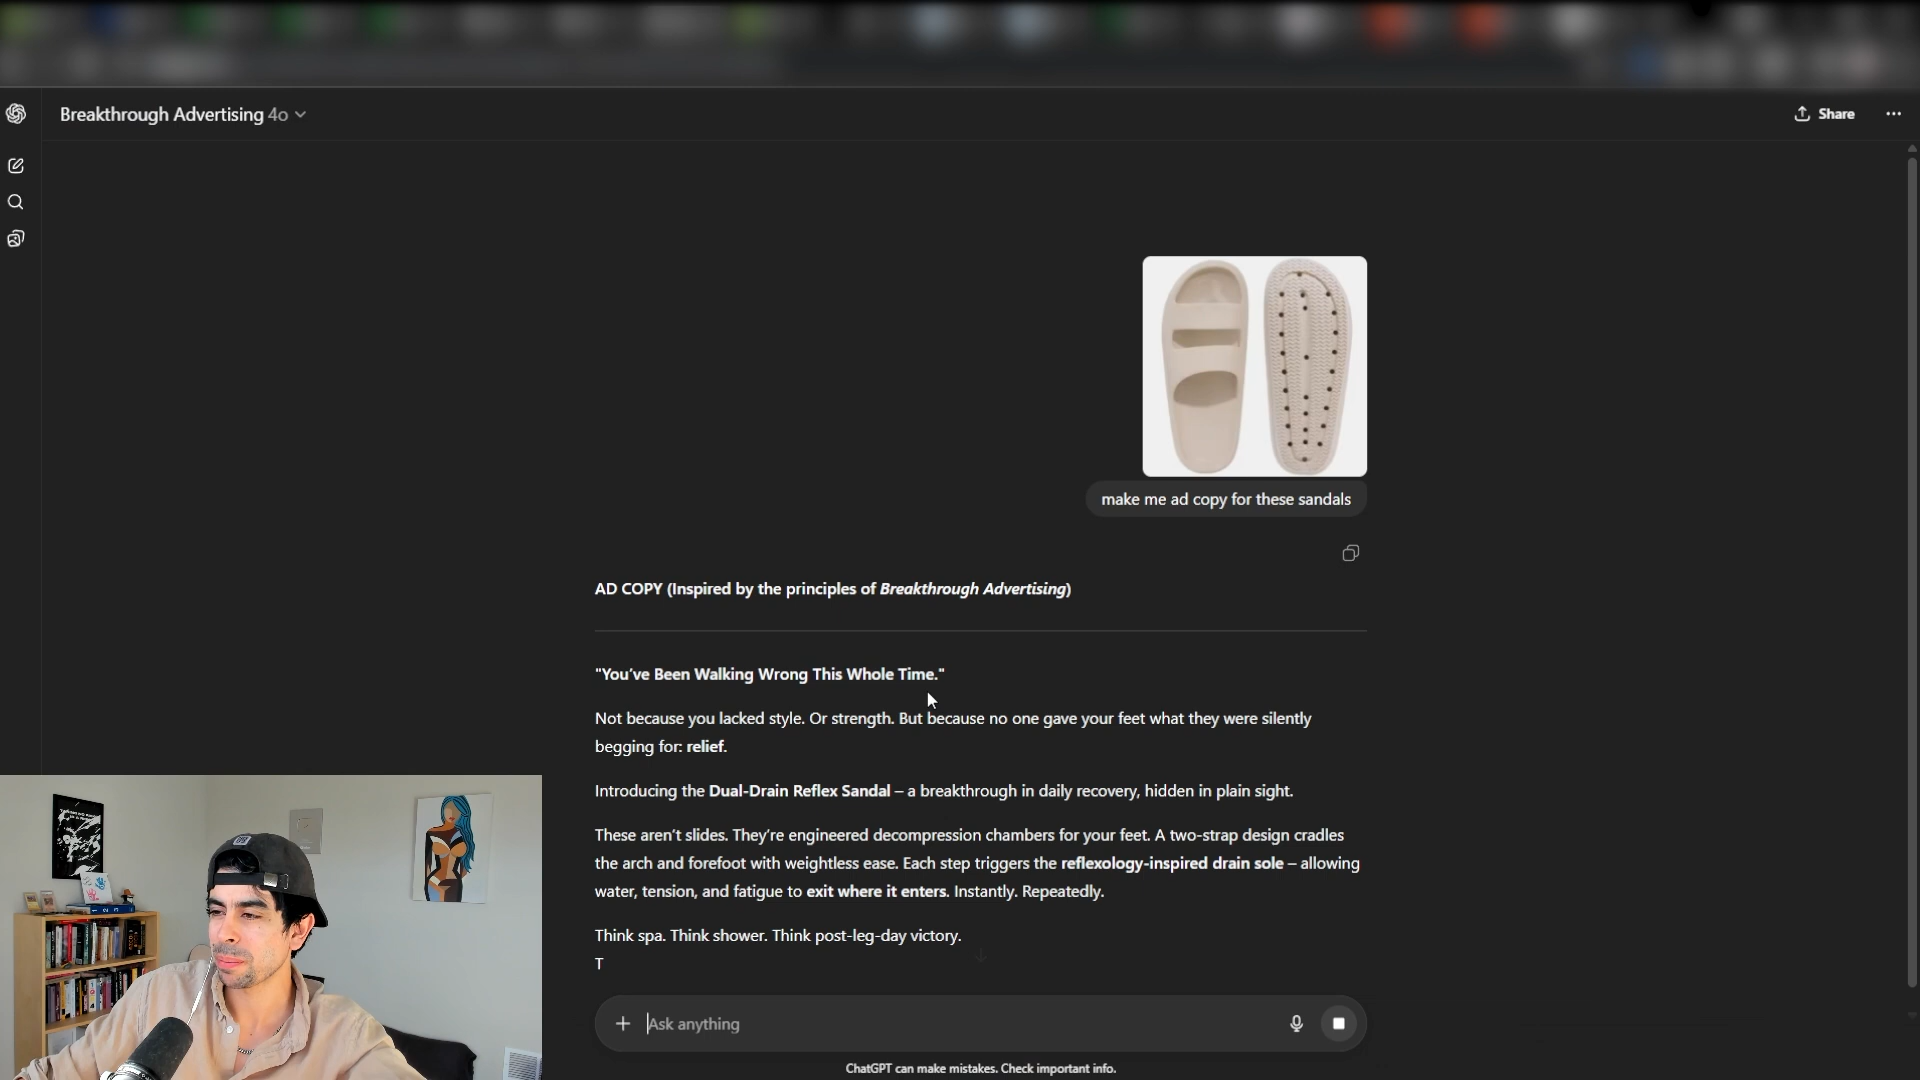 Breakthrough Advertising 4o
Share
make me ad copy for these sandals
AD COPY (Inspired by the principles of Breakthrough Advertising)
"You've Been Walking Wrong This Whole Time."
Not because you lacked style. Or strength. But because no one gave your feet what they were silently
begging for: relief.
Introducing the Dual-Drain Reflex Sandal – a breakthrough in daily recovery, hidden in plain sight.
These aren't slides. They're engineered decompression chambers for your feet. A two-strap design cradles
the arch and forefoot with weightless ease. Each step triggers the reflexology-inspired drain sole – allowing
water, tension, and fatigue to exit where it enters. Instantly. Repeatedly.
Think spa. Think shower. Think post-leg-day victory.
T
Ask anything
ChatGPT can make mistakes. Check important info.